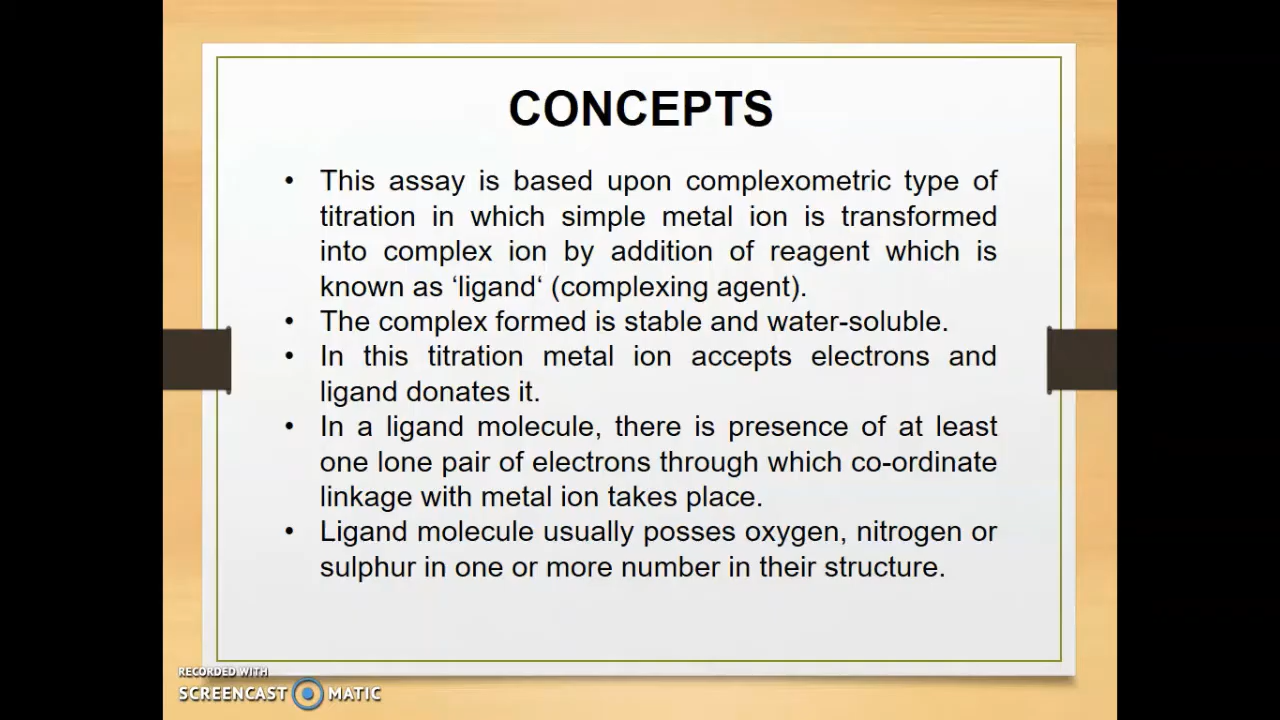 CONCEPTS
• This assay is based upon complexometric type of
titration in which simple metal ion is transformed
into complex ion by addition of reagent which is
known as ‘ligand‘ (complexing agent).
• The complex formed is stable and water-soluble.
• In this titration metal ion accepts electrons and
ligand donates it.
• In a ligand molecule, there is presence of at least
one lone pair of electrons through which co-ordinate
linkage with metal ion takes place.
• Ligand molecule usually posses oxygen, nitrogen or
sulphur in one or more number in their structure.
RECORDED WITH
SCREENCAST MATIC